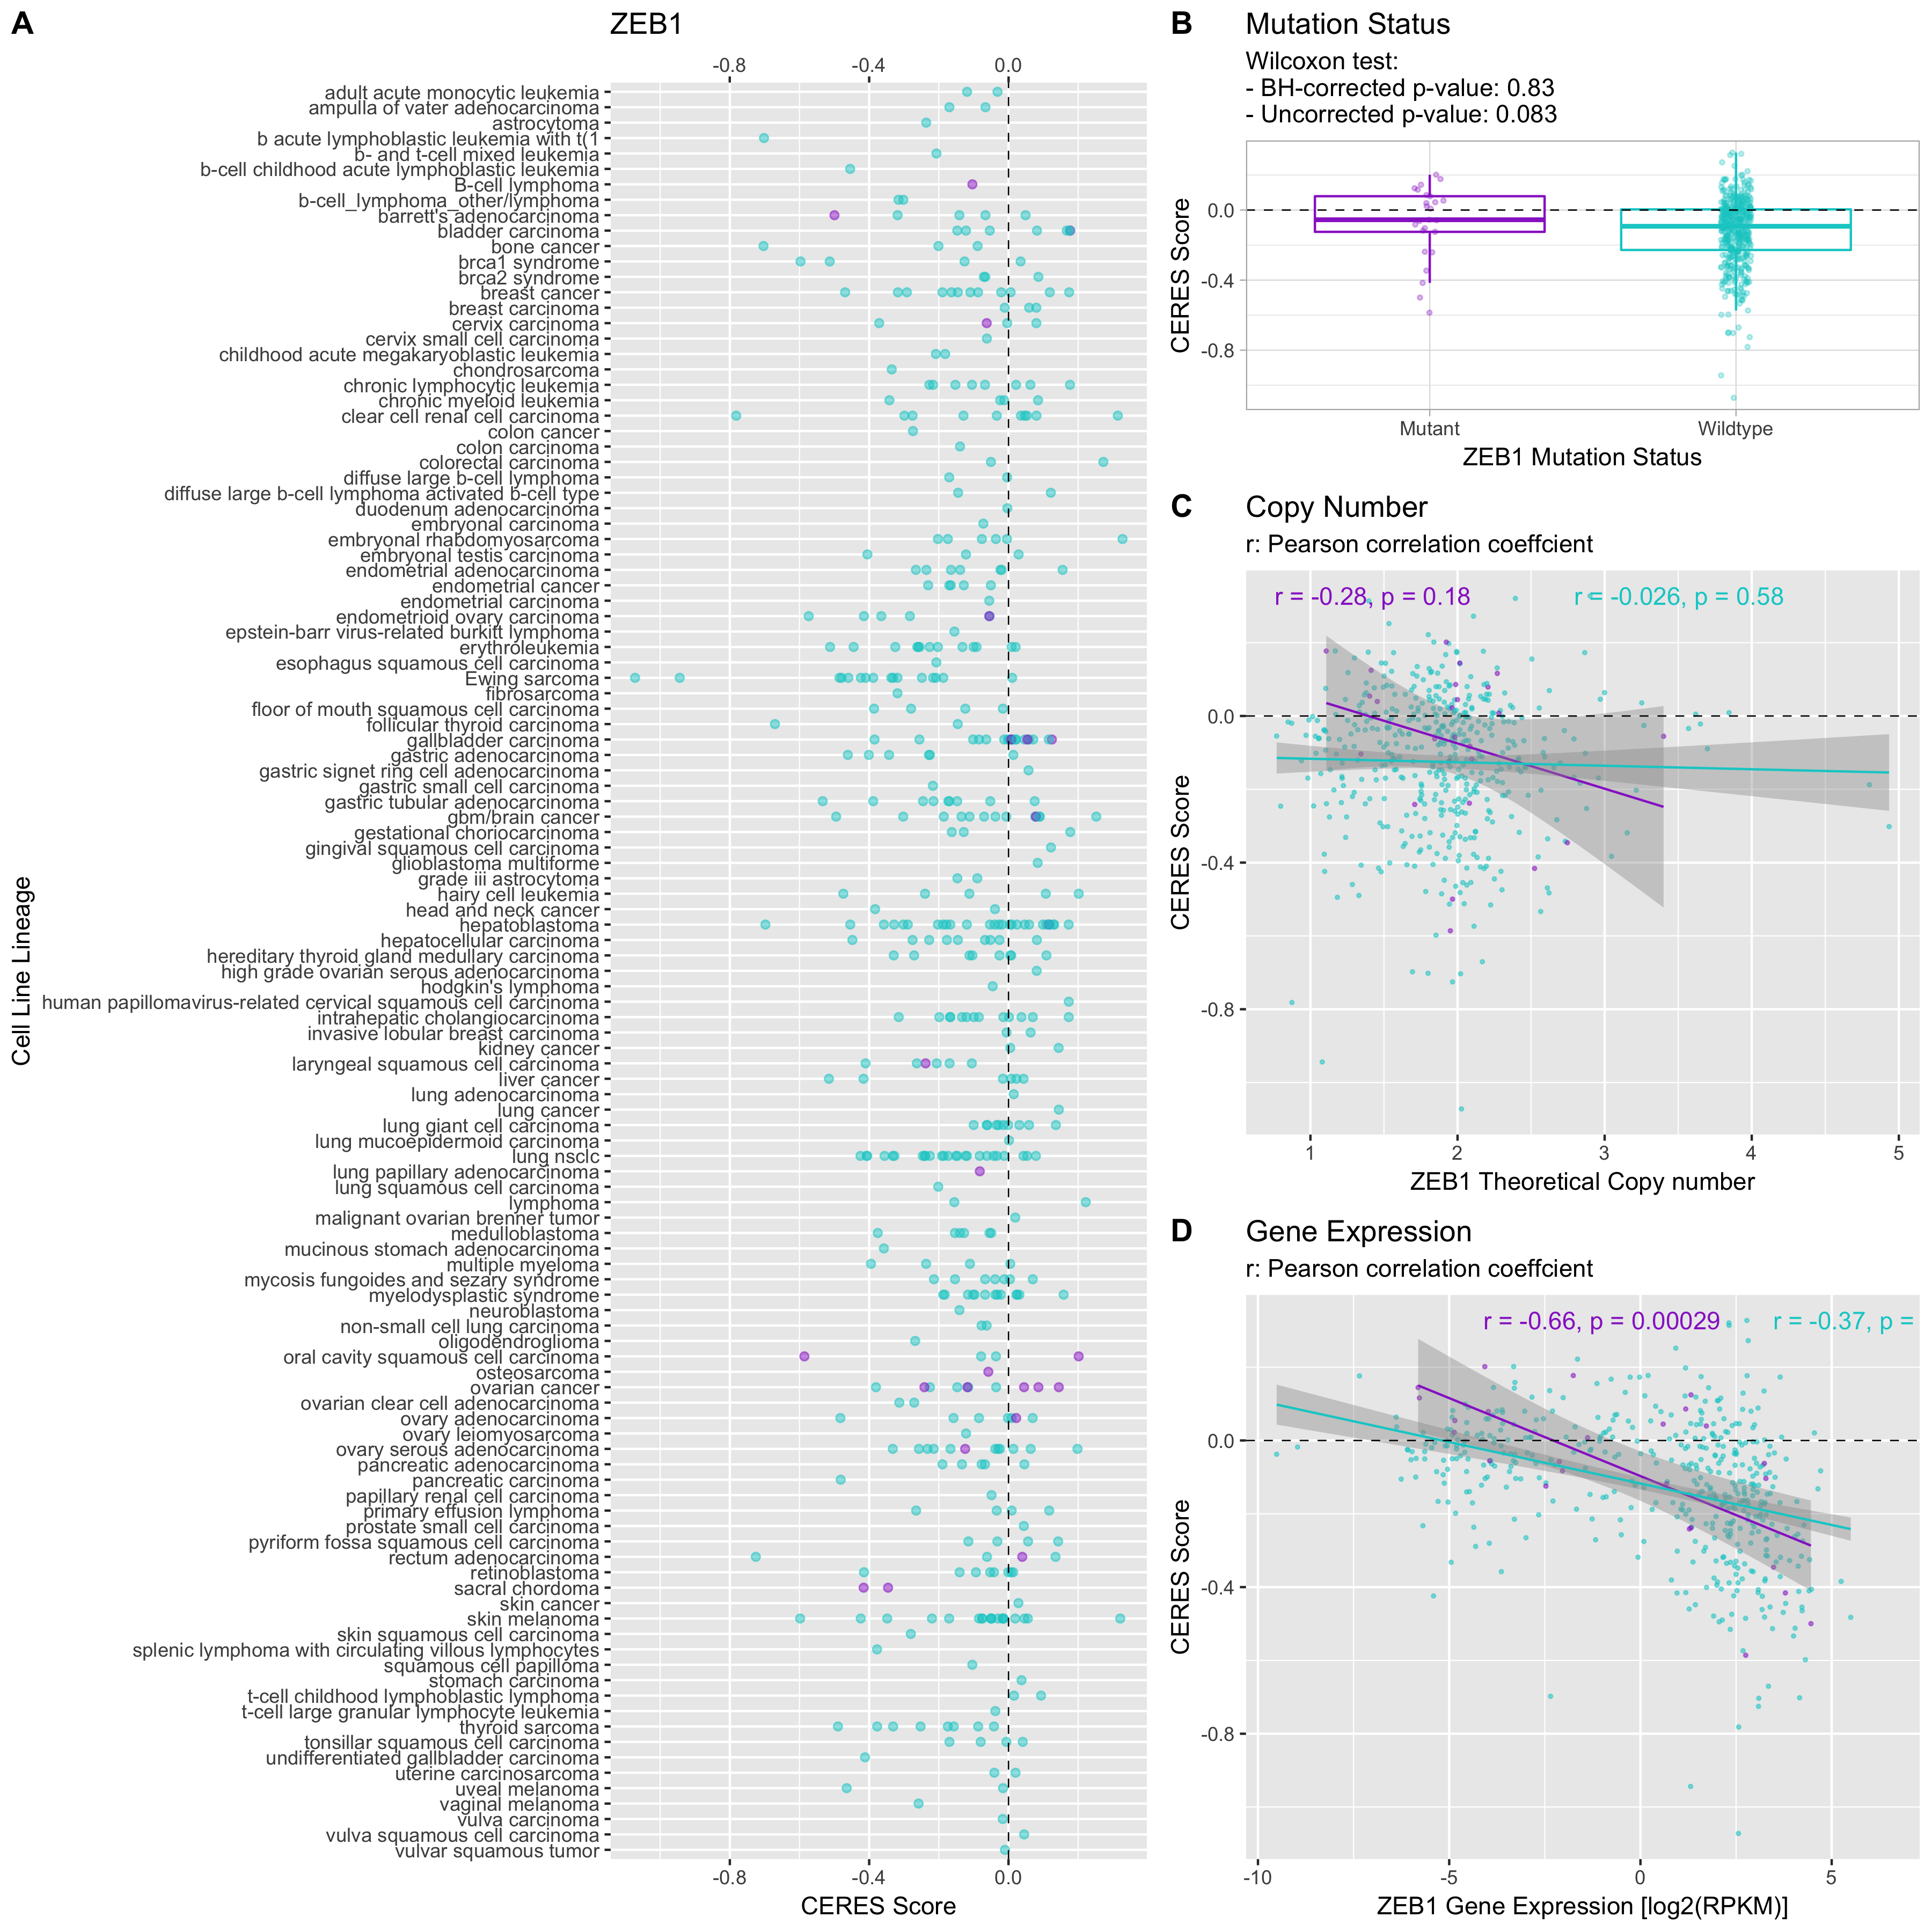 A
ZEB1
-0.8 -0.4 0.0
adult acute monocytic leukemia
ampulla of vater adenocarcinoma
astrocytoma
b acute lymphoblastic leukemia with t(1
b- and t-cell mixed leukemia
b-cell childhood acute lymphoblastic leukemia
B-cell lymphoma
b-cell_lymphoma_other/lymphoma
barrett's adenocarcinoma
bladder carcinoma
bone cancer
brca1 syndrome
brca2 syndrome
breast cancer
breast carcinoma
cervix carcinoma
cervix small cell carcinoma
childhood acute megakaryoblastic leukemia
chondrosarcoma
chronic lymphocytic leukemia
chronic myeloid leukemia
clear cell renal cell carcinoma
colon cancer
colon carcinoma
colorectal carcinoma
diffuse large b-cell lymphoma
diffuse large b-cell lymphoma activated b-cell type
duodenum adenocarcinoma
embryonal carcinoma
embryonal rhabdomyosarcoma
embryonal testis carcinoma
endometrial adenocarcinoma
endometrial cancer
endometrial carcinoma
endometrioid ovary carcinoma
epstein-barr virus-related burkitt lymphoma
erythroleukemia
esophagus squamous cell carcinoma
Ewing sarcoma
fibrosarcoma
floor of mouth squamous cell carcinoma
follicular thyroid carcinoma
gallbladder carcinoma
gastric adenocarcinoma
gastric signet ring cell adenocarcinoma
gastric small cell carcinoma
gastric tubular adenocarcinoma
gbm/brain cancer
gestational choriocarcinoma
gingival squamous cell carcinoma
glioblastoma multiforme
grade iii astrocytoma
hairy cell leukemia
head and neck cancer
hepatoblastoma
hepatocellular carcinoma
hereditary thyroid gland medullary carcinoma
high grade ovarian serous adenocarcinoma
hodgkin's lymphoma
human papillomavirus-related cervical squamous cell carcinoma
intrahepatic cholangiocarcinoma
invasive lobular breast carcinoma
kidney cancer
laryngeal squamous cell carcinoma
liver cancer
lung adenocarcinoma
lung cancer
lung giant cell carcinoma
lung mucoepidermoid carcinoma
lung nsclc
lung papillary adenocarcinoma
lung squamous cell carcinoma
lymphoma
malignant ovarian brenner tumor
medulloblastoma
mucinous stomach adenocarcinoma
multiple myeloma
mycosis fungoides and sezary syndrome
myelodysplastic syndrome
neuroblastoma
non-small cell lung carcinoma
oligodendroglioma
oral cavity squamous cell carcinoma
osteosarcoma
ovarian cancer
ovarian clear cell adenocarcinoma
ovary adenocarcinoma
ovary leiomyosarcoma
ovary serous adenocarcinoma
pancreatic adenocarcinoma
pancreatic carcinoma
papillary renal cell carcinoma
primary effusion lymphoma
prostate small cell carcinoma
pyriform fossa squamous cell carcinoma
rectum adenocarcinoma
retinoblastoma
sacral chordoma
skin cancer
skin melanoma
skin squamous cell carcinoma
splenic lymphoma with circulating villous lymphocytes
squamous cell papilloma
stomach carcinoma
t-cell childhood lymphoblastic lymphoma
t-cell large granular lymphocyte leukemia
thyroid sarcoma
tonsillar squamous cell carcinoma
undifferentiated gallbladder carcinoma
uterine carcinosarcoma
uveal melanoma
vaginal melanoma
vulva carcinoma
vulva squamous cell carcinoma
vulvar squamous tumor
-0.8 -0.4 0.0
CERES Score
Cell Line Lineage
B
Mutation Status
Wilcoxon test:
- BH-corrected p-value: 0.83
- Uncorrected p-value: 0.083
0.0
-0.4
-0.8
CERES Score
Mutant Wildtype
ZEB1 Mutation Status
C
Copy Number
r: Pearson correlation coeffcient
r = -0.28, p = 0.18 r = -0.026, p = 0.58
0.0
-0.4
-0.8
CERES Score
1 2 3 4 5
ZEB1 Theoretical Copy number
D
Gene Expression
r: Pearson correlation coeffcient
r = -0.66, p = 0.00029 r = -0.37, p =
0.0
-0.4
-0.8
CERES Score
-10 -5 0 5
ZEB1 Gene Expression [log2(RPKM)]